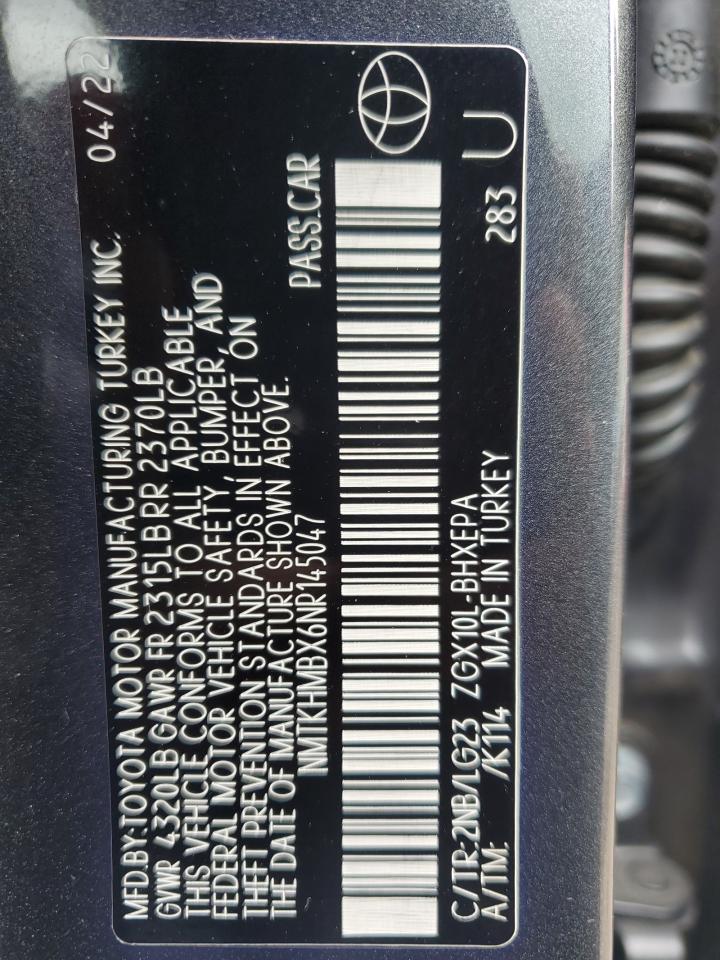 MFD.BY:TOYOTA MOTOR MANUFACTURING TURKEY INC. 04/22
GVWR 4320LB GAWR FR 2315LB RR 2370LB
THIS VEHICLE CONFORMS TO ALL APPLICABLE
FEDERAL MOTOR VEHICLE SAFETY, BUMPER, AND
THEFT PREVENTION STANDARDS IN EFFECT ON
THE DATE OF MANUFACTURE SHOWN ABOVE.
NMTKHMBX6NR145047 PASS.CAR
C/TR:2NB/LG23 ZGX10L-BHXEPA
A/TM: /K114 MADE IN TURKEY 283
U